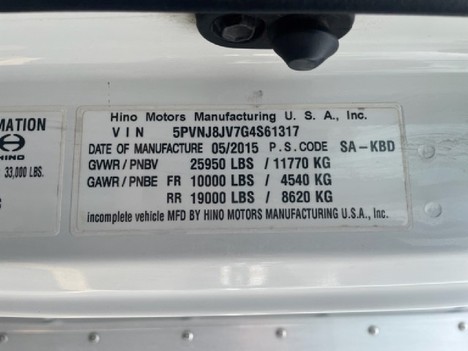 MATION
HINO
33,000 LBS.
Hino Motors Manufacturing U. S. A., Inc.
V I N 5PVNJ8JV7G4S61317
DATE OF MANUFACTURE 05/2015 P. S. CODE SA-KBD
GVWR / PNBV 25950 LBS / 11770 KG
GAWR / PNBE FR 10000 LBS / 4540 KG
RR 19000 LBS / 8620 KG
incomplete vehicle MFD BY HINO MOTORS MANUFACTURING U.S.A., Inc.